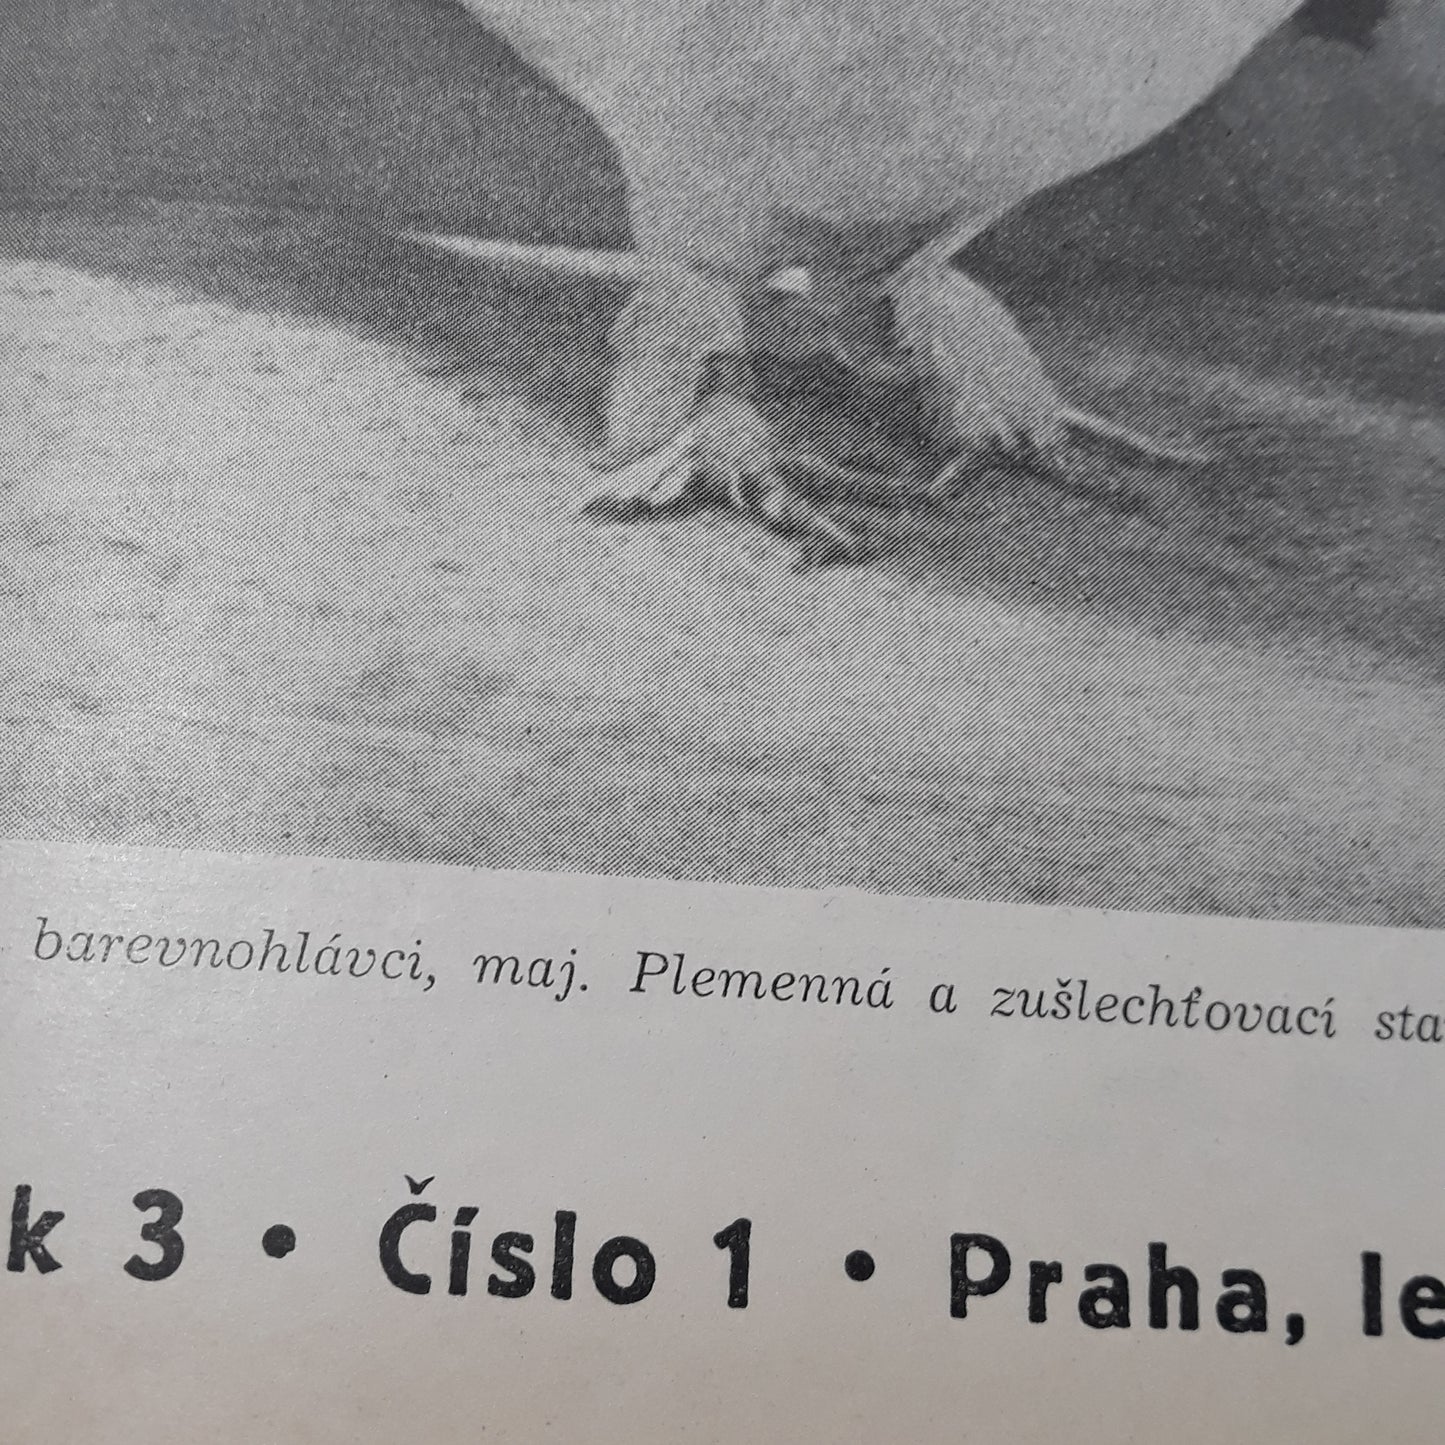 barevnohlávci, maj. Plemenná a zušlechťovací sta
k 3 • Číslo 1 • Praha, le